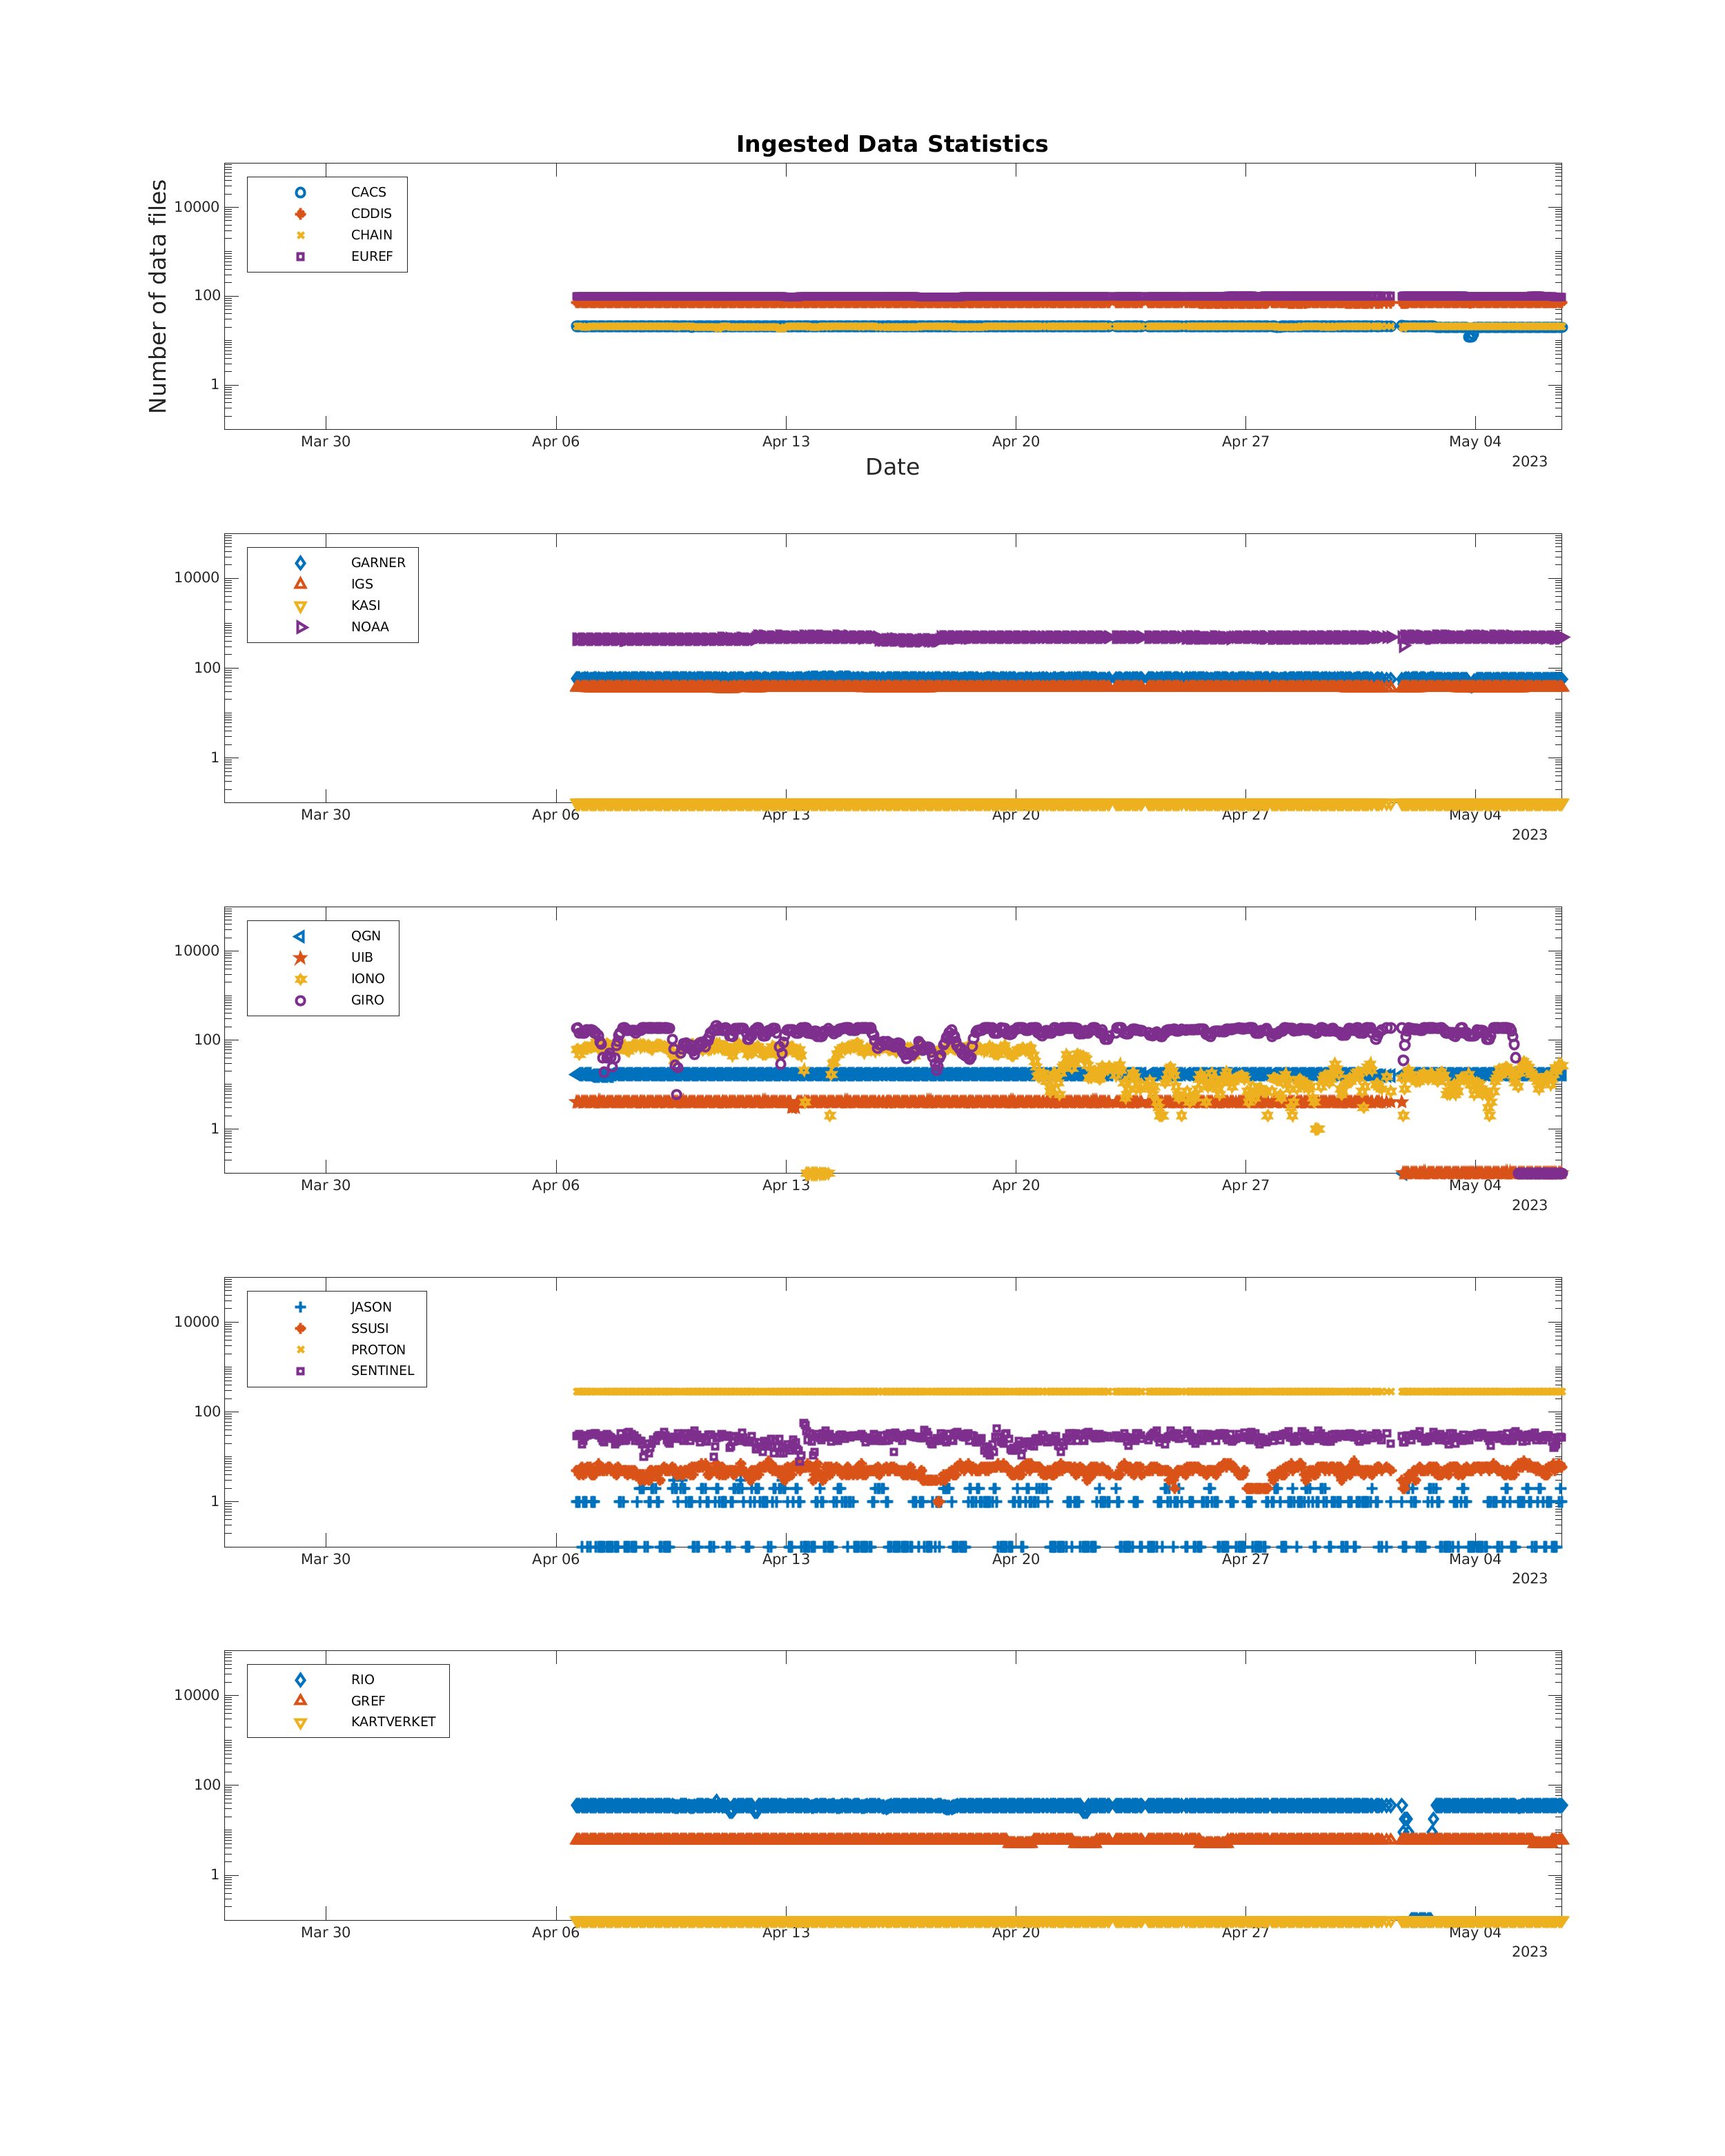 Ingested Data Statistics
Number of data files
CACS
CDDIS
CHAIN
EUREF
10000
100
1
Mar 30 Apr 06 Apr 13 Apr 20 Apr 27 May 04
2023
Date
GARNER
IGS
KASI
NOAA
10000
100
1
Mar 30 Apr 06 Apr 13 Apr 20 Apr 27 May 04
2023
QGN
UIB
IONO
GIRO
10000
100
1
Mar 30 Apr 06 Apr 13 Apr 20 Apr 27 May 04
2023
JASON
SSUSI
PROTON
SENTINEL
10000
100
1
Mar 30 Apr 06 Apr 13 Apr 20 Apr 27 May 04
2023
RIO
GREF
KARTVERKET
10000
100
1
Mar 30 Apr 06 Apr 13 Apr 20 Apr 27 May 04
2023